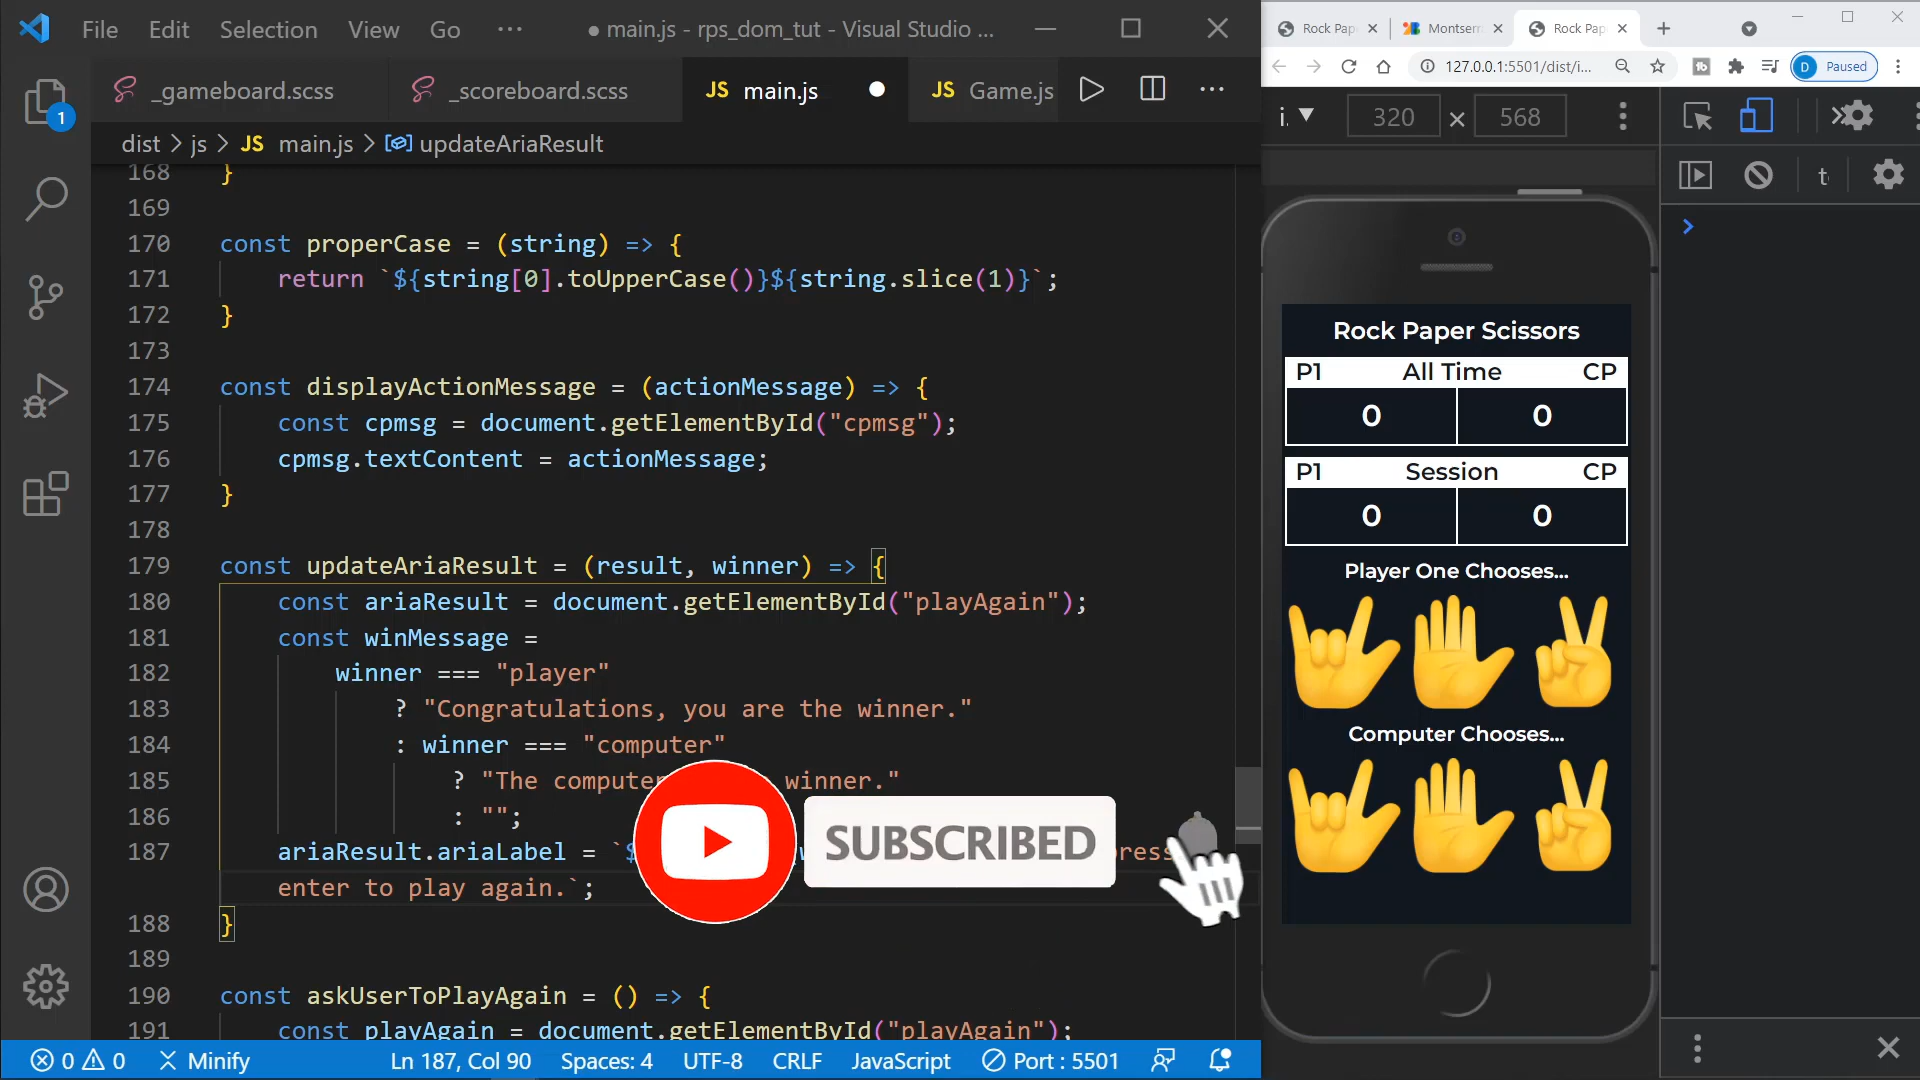 File Edit Selection View Go ··· ● main.js - rps_dom_tut - Visual Studio ...
_gameboard.scss _scoreboard.scss JS main.js JS Game.js
dist > js > JS main.js > updateAriaResult
168 }
169
170 const properCase = (string) => {
171 return `${string[0].toUpperCase()}${string.slice(1)}`;
172 }
173
174 const displayActionMessage = (actionMessage) => {
175 const cpmsg = document.getElementById("cpmsg");
176 cpmsg.textContent = actionMessage;
177 }
178
179 const updateAriaResult = (result, winner) => {
180 const ariaResult = document.getElementById("playAgain");
181 const winMessage =
182 winner === "player"
183 ? "Congratulations, you are the winner."
184 : winner === "computer"
185 ? "The computer winner."
186 : "";
187 ariaResult.ariaLabel = `$ press
enter to play again.`;
188 }
189
190 const askUserToPlayAgain = () => {
191 const playAgain = document.getElementById("playAgain");
SUBSCRIBED
1
0 0 Minify Ln 187, Col 90 Spaces: 4 UTF-8 CRLF JavaScript Port : 5501
Rock Pap Montserr Rock Pap
127.0.0.1:5501/dist/i... D Paused
i. 320 × 568
t
Rock Paper Scissors
P1 All Time CP
0 0
P1 Session CP
0 0
Player One Chooses...
Computer Chooses...